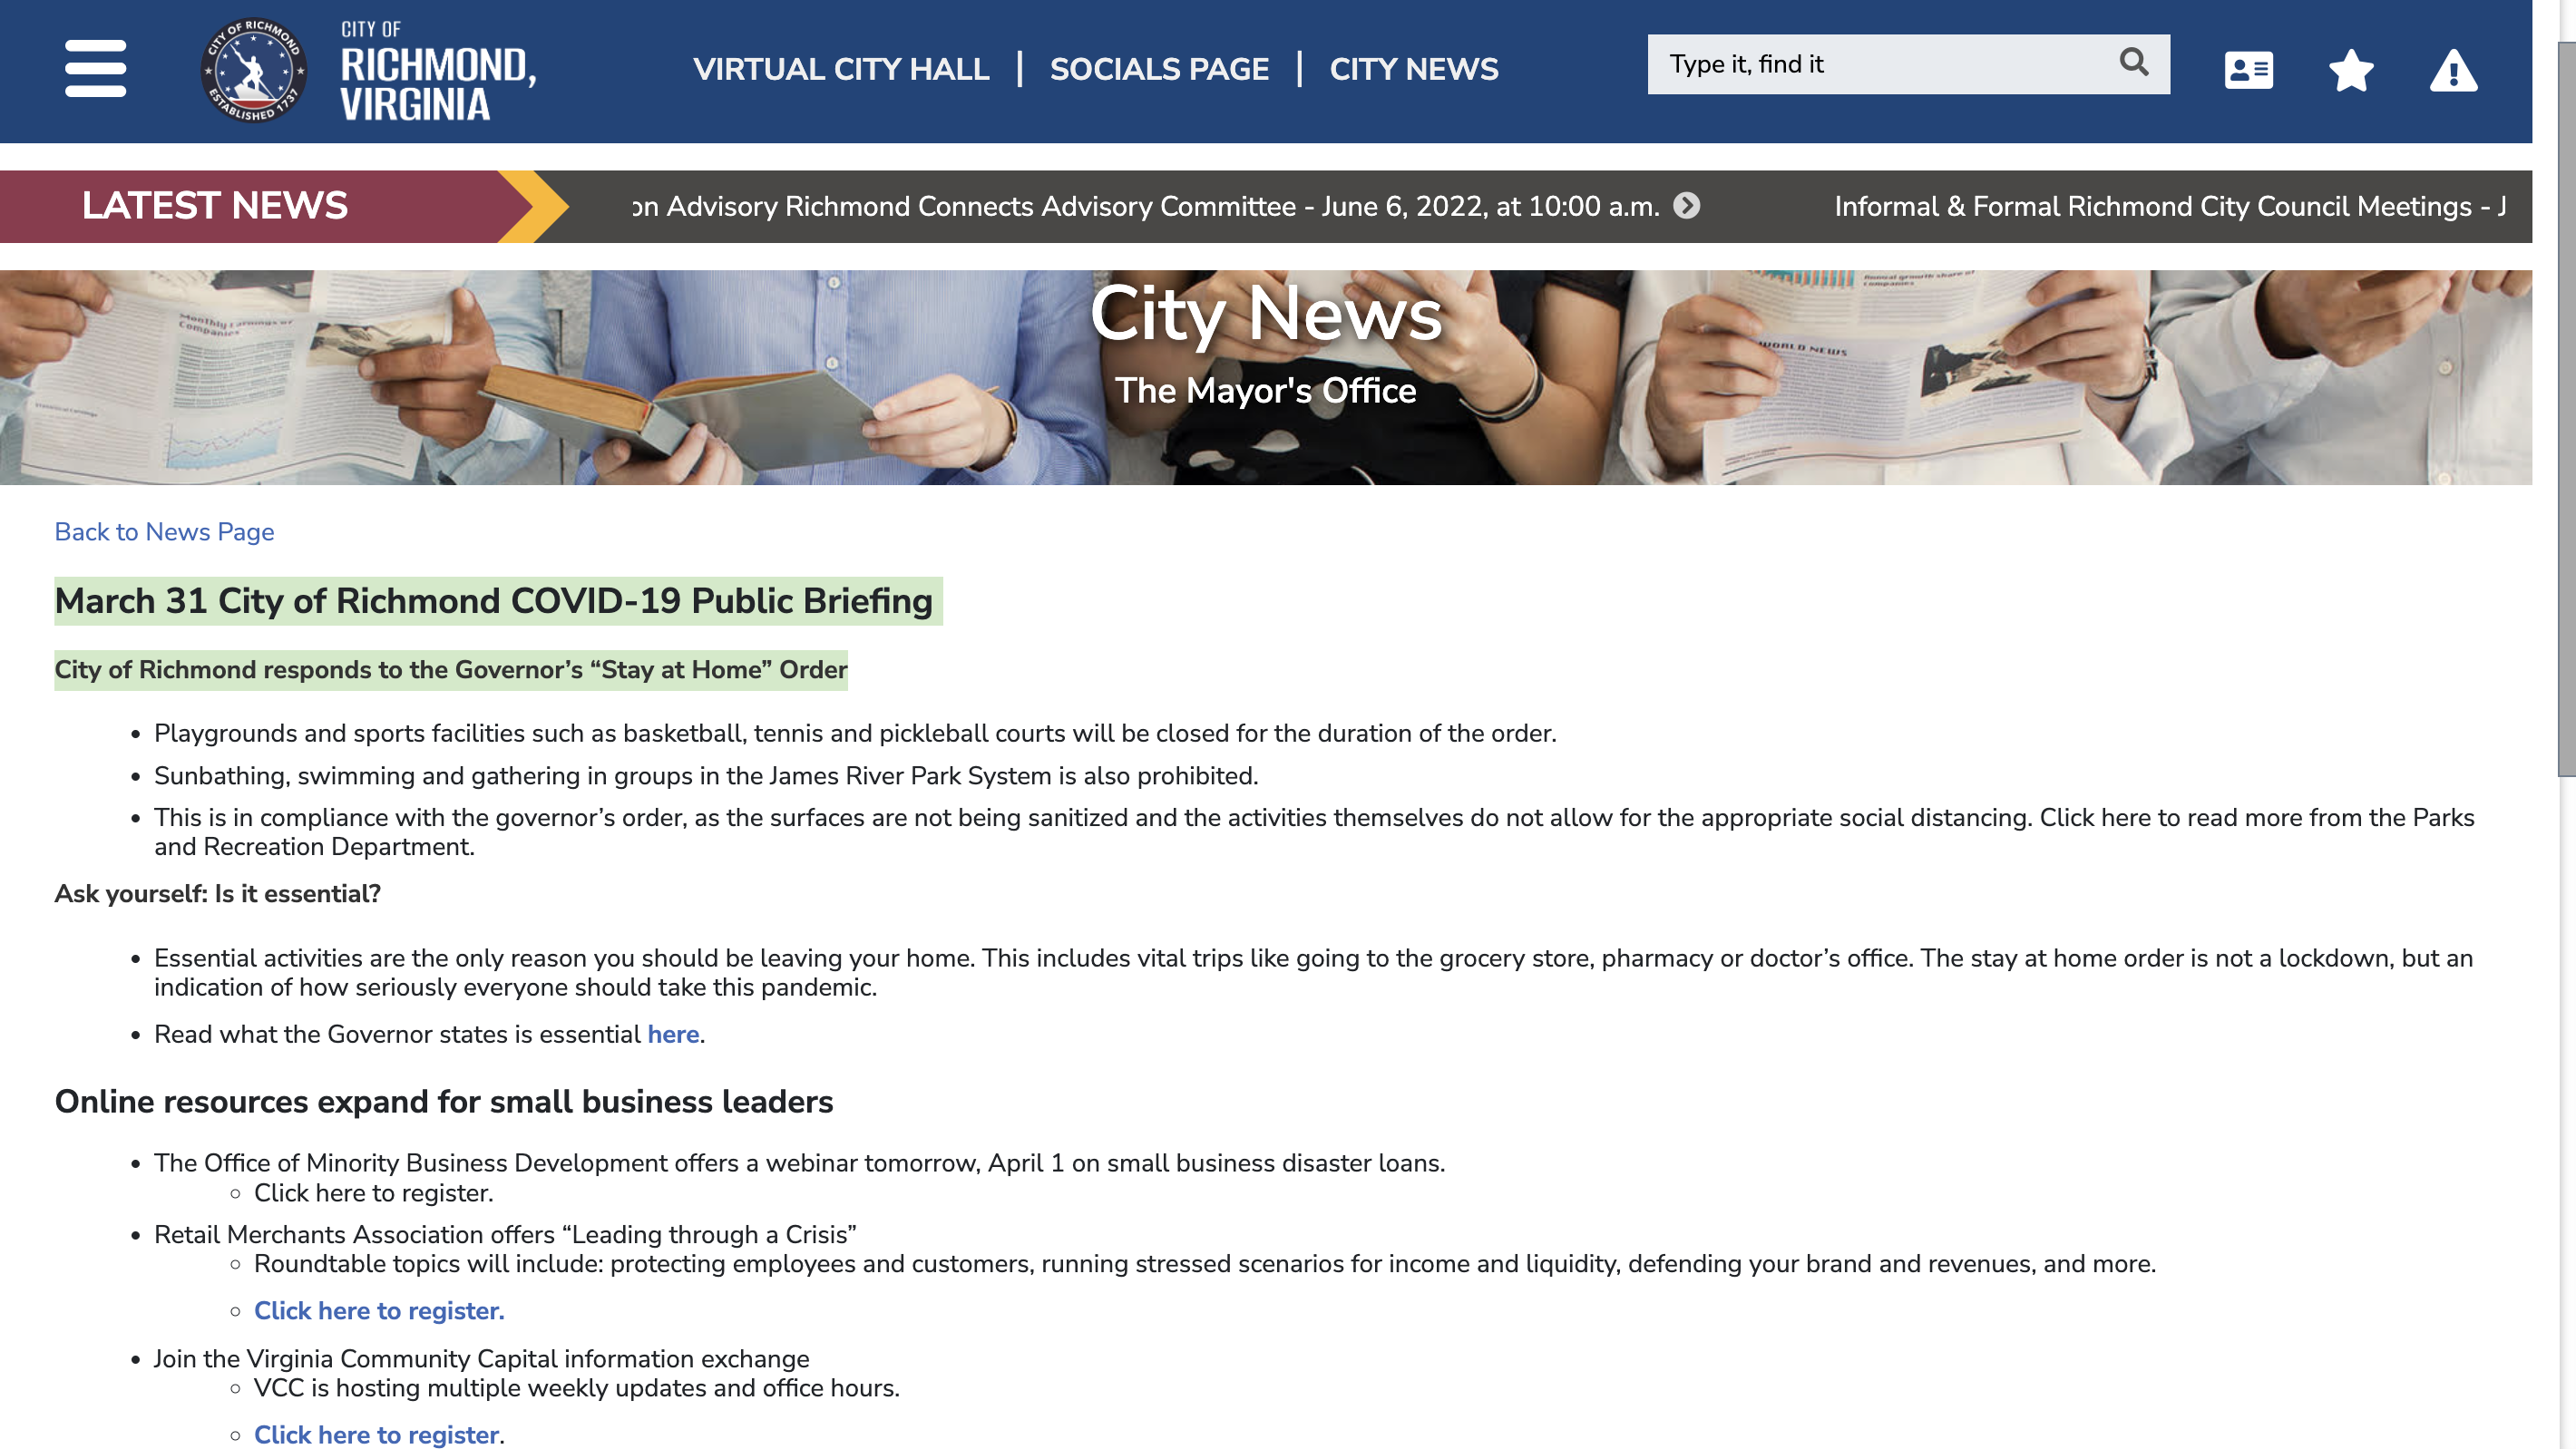 CITY OF RICHMOND
ESTABLISHED 1737
CITY OF
RICHMOND,
VIRGINIA
VIRTUAL CITY HALL | SOCIALS PAGE | CITY NEWS
Type it, find it
LATEST NEWS
on Advisory Richmond Connects Advisory Committee - June 6, 2022, at 10:00 a.m.
Informal & Formal Richmond City Council Meetings - J
Monthly Earnings of
Companies
Annual growth share of
Companies
WORLD NEWS
City News
The Mayor's Office
Back to News Page
March 31 City of Richmond COVID-19 Public Briefing
City of Richmond responds to the Governor’s “Stay at Home” Order
• Playgrounds and sports facilities such as basketball, tennis and pickleball courts will be closed for the duration of the order.
• Sunbathing, swimming and gathering in groups in the James River Park System is also prohibited.
• This is in compliance with the governor’s order, as the surfaces are not being sanitized and the activities themselves do not allow for the appropriate social distancing. Click here to read more from the Parks
and Recreation Department.
Ask yourself: Is it essential?
• Essential activities are the only reason you should be leaving your home. This includes vital trips like going to the grocery store, pharmacy or doctor’s office. The stay at home order is not a lockdown, but an
indication of how seriously everyone should take this pandemic.
• Read what the Governor states is essential here.
Online resources expand for small business leaders
• The Office of Minority Business Development offers a webinar tomorrow, April 1 on small business disaster loans.
◦ Click here to register.
• Retail Merchants Association offers “Leading through a Crisis”
◦ Roundtable topics will include: protecting employees and customers, running stressed scenarios for income and liquidity, defending your brand and revenues, and more.
◦ Click here to register.
• Join the Virginia Community Capital information exchange
◦ VCC is hosting multiple weekly updates and office hours.
◦ Click here to register.